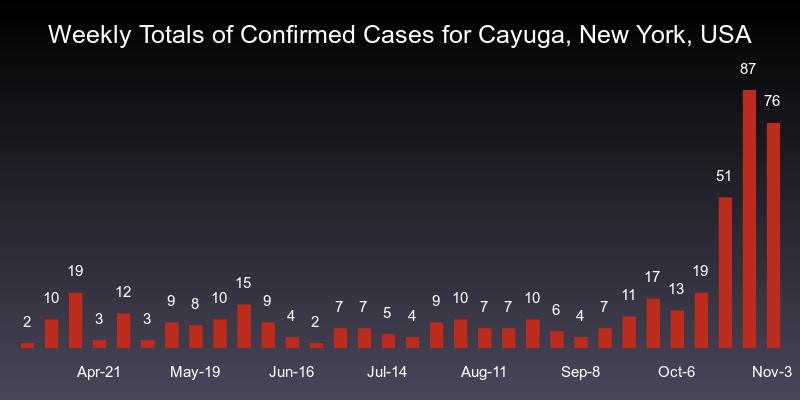 Weekly Totals of Confirmed Cases for Cayuga, New York, USA
2 10 19 3 12 3 9 8 10 15 9 4 2 7 7 5 4 9 10 7 7 10 6 4 7 11 17 13 19 51 87 76
Apr-21 May-19 Jun-16 Jul-14 Aug-11 Sep-8 Oct-6 Nov-3